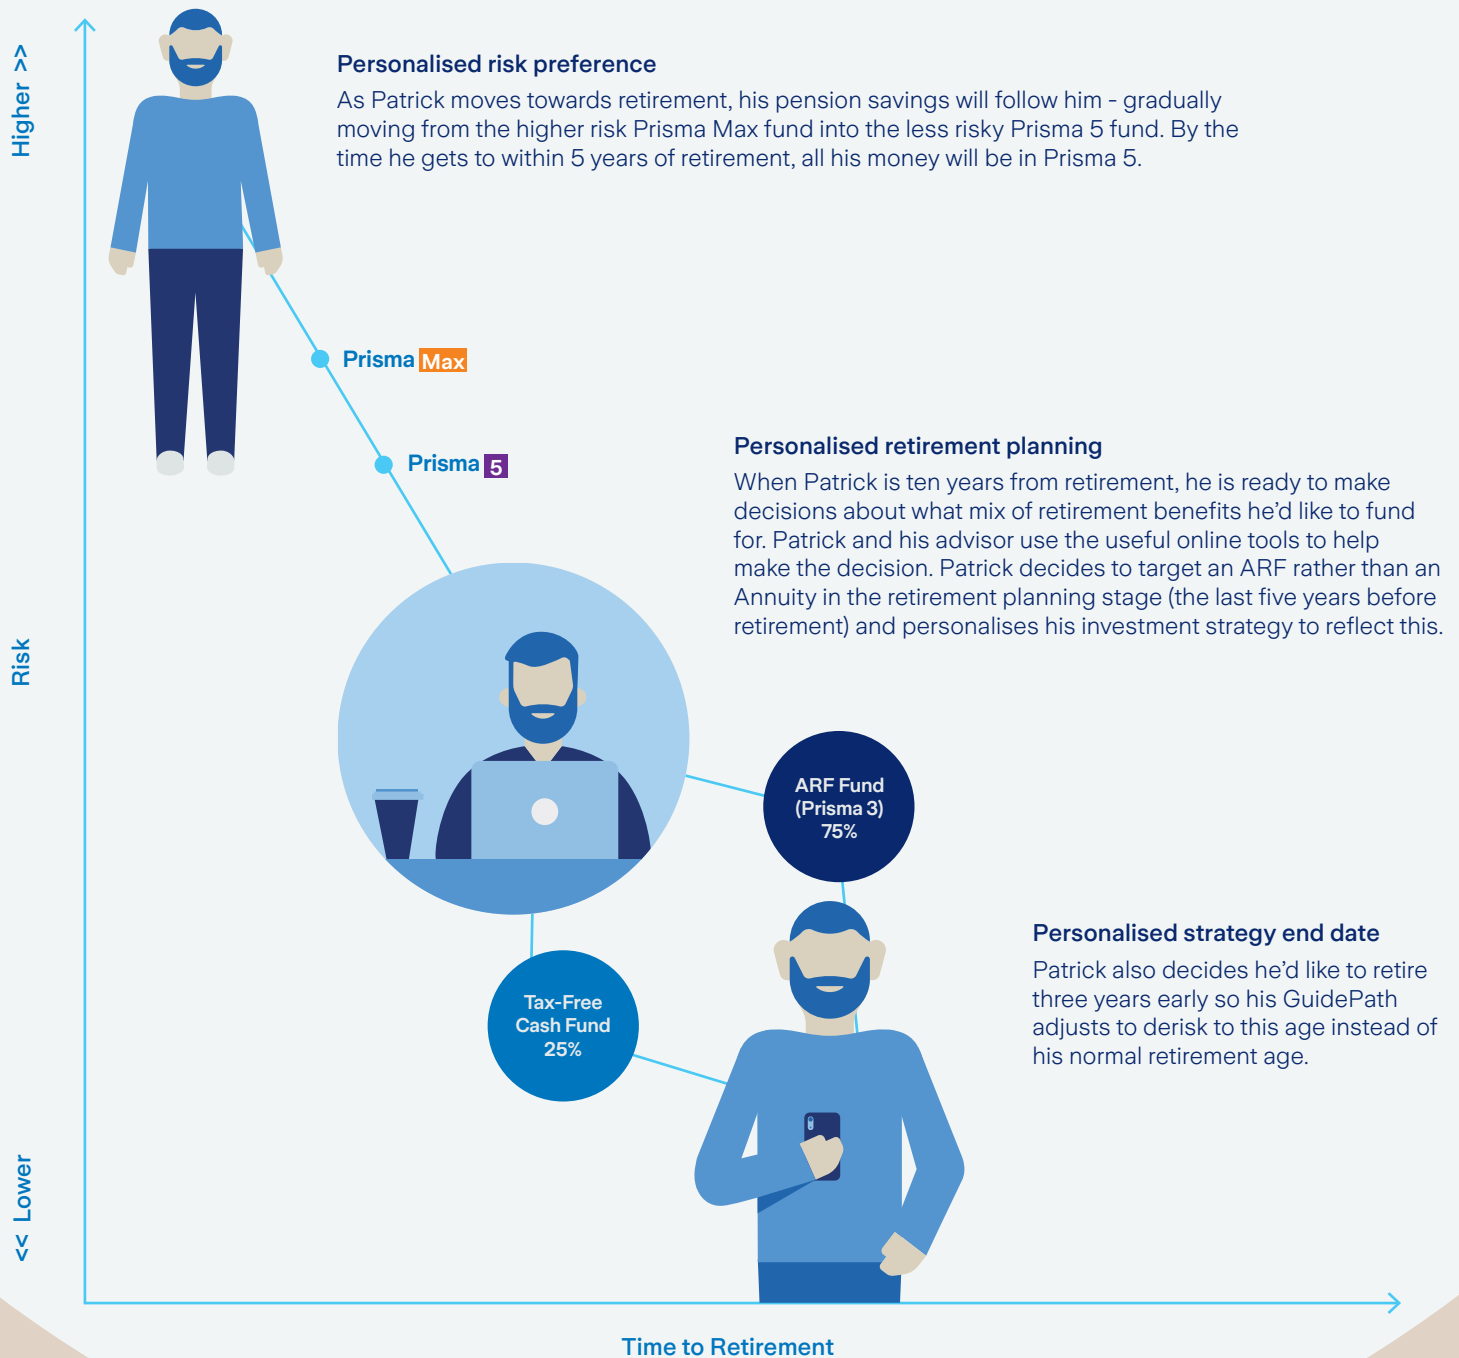 Higher >>
Personalised risk preference
As Patrick moves towards retirement, his pension savings will follow him - gradually
moving from the higher risk Prisma Max fund into the less risky Prisma 5 fund. By the
time he gets to within 5 years of retirement, all his money will be in Prisma 5.
Prisma Max
Prisma 5
Personalised retirement planning
When Patrick is ten years from retirement, he is ready to make
decisions about what mix of retirement benefits he’d like to fund
for. Patrick and his advisor use the useful online tools to help
make the decision. Patrick decides to target an ARF rather than an
Annuity in the retirement planning stage (the last five years before
retirement) and personalises his investment strategy to reflect this.
Risk
ARF Fund
(Prisma 3)
75%
Personalised strategy end date
Patrick also decides he’d like to retire
three years early so his GuidePath
adjusts to derisk to this age instead of
his normal retirement age.
Tax-Free
Cash Fund
25%
<< Lower
Time to Retirement